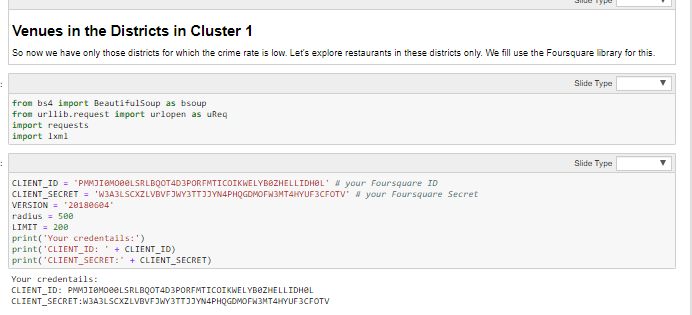 Slide Type
Venues in the Districts in Cluster 1
So now we have only those districts for which the crime rate is low. Let's explore restaurants in these districts only. We fill use the Foursquare library for this.
Slide Type
from bs4 import BeautifulSoup as bsoup
from urllib.request import urlopen as uReq
import requests
import lxml
Slide Type
CLIENT_ID = 'PMMJI0MO00LSRLBQOT4D3PORFMTICOIKWELYB0ZHELLIDH0L' # your Foursquare ID
CLIENT_SECRET = 'W3A3LSCXZLVBVFJWY3TTJJYN4PHQGDMOFW3MT4HYUF3CFOTV' # your Foursquare Secret
VERSION = '20180604'
radius = 500
LIMIT = 200
print('Your credentails:')
print('CLIENT_ID: ' + CLIENT_ID)
print('CLIENT_SECRET:' + CLIENT_SECRET)
Your credentails:
CLIENT_ID: PMMJI0MO00LSRLBQOT4D3PORFMTICOIKWELYB0ZHELLIDH0L
CLIENT_SECRET:W3A3LSCXZLVBVFJWY3TTJJYN4PHQGDMOFW3MT4HYUF3CFOTV